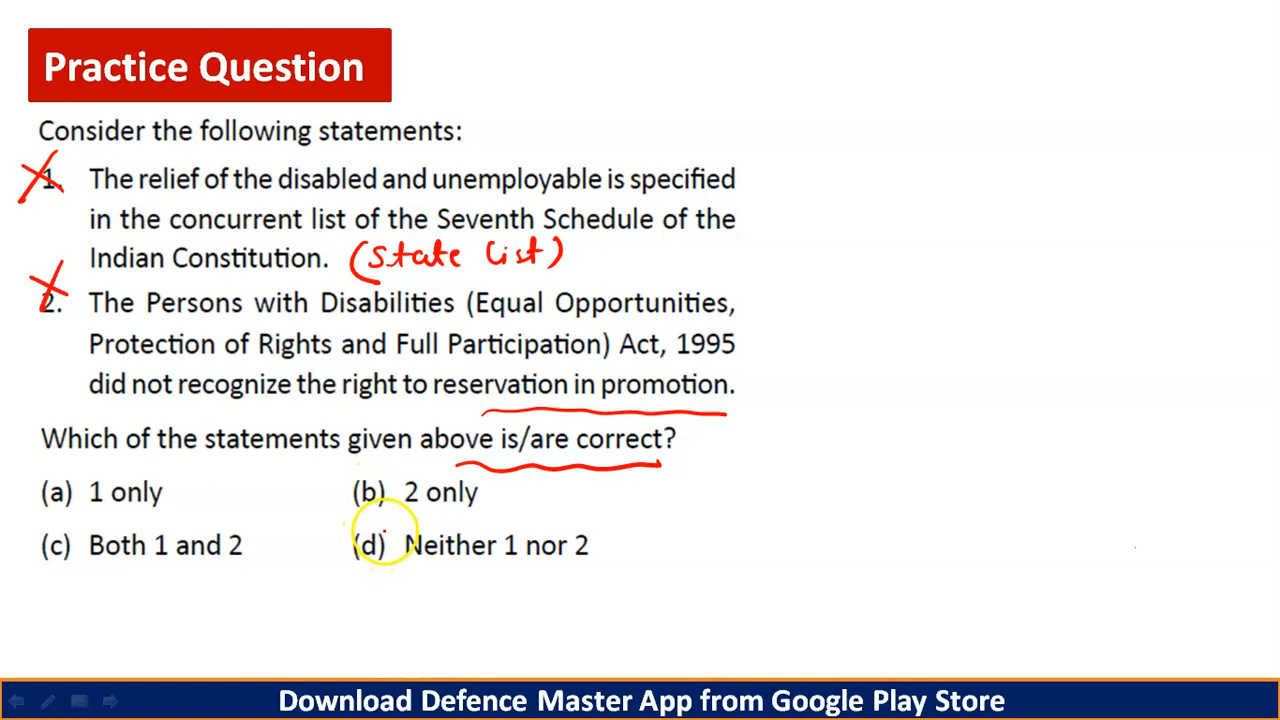 Practice Question
Consider the following statements:
1. The relief of the disabled and unemployable is specified
in the concurrent list of the Seventh Schedule of the
Indian Constitution. (State list)
2. The Persons with Disabilities (Equal Opportunities,
Protection of Rights and Full Participation) Act, 1995
did not recognize the right to reservation in promotion.
Which of the statements given above is/are correct?
(a) 1 only (b) 2 only
(c) Both 1 and 2 (d) Neither 1 nor 2
Download Defence Master App from Google Play Store